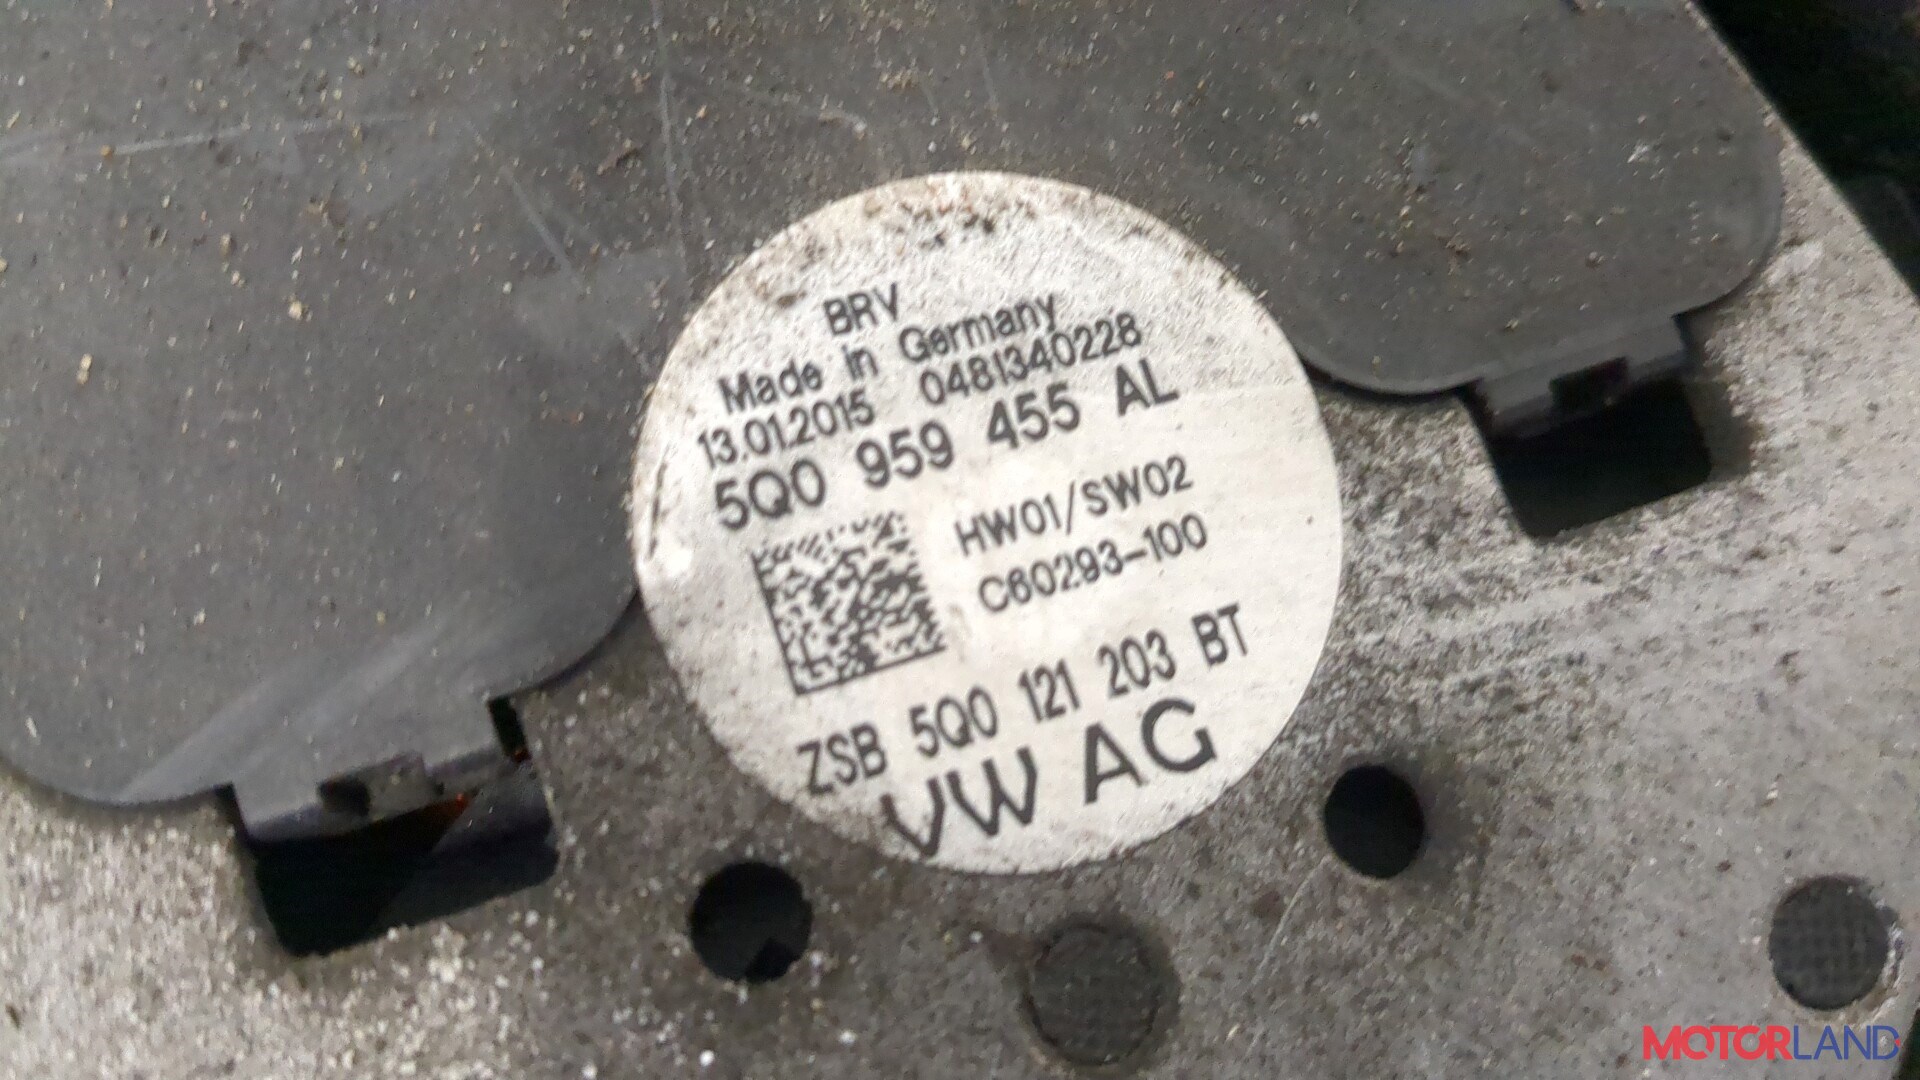 BRV
Made in Germany
13.01.2015 0481340228
5Q0 959 455 AL
HW01/SW02
C60293-100
ZSB 5Q0 121 203 BT
VW AG
MOTORLAND